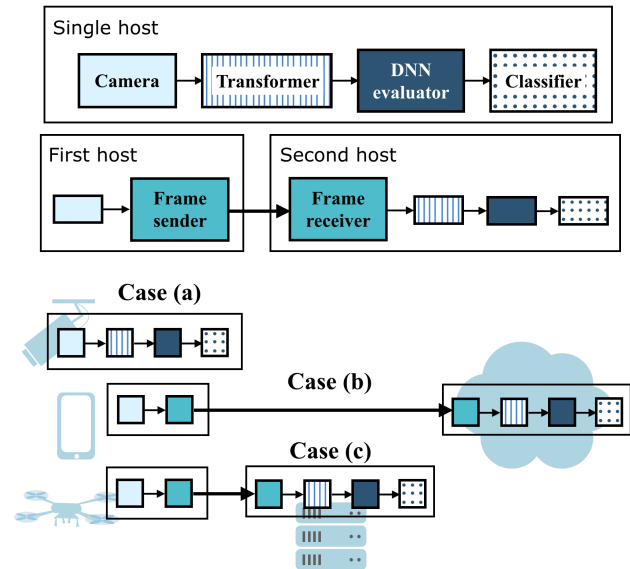 Single host
Camera
Transformer
DNN
evaluator
Classifier
First host
Second host
Frame
sender
Frame
receiver
Case (a)
Case (b)
Case (c)